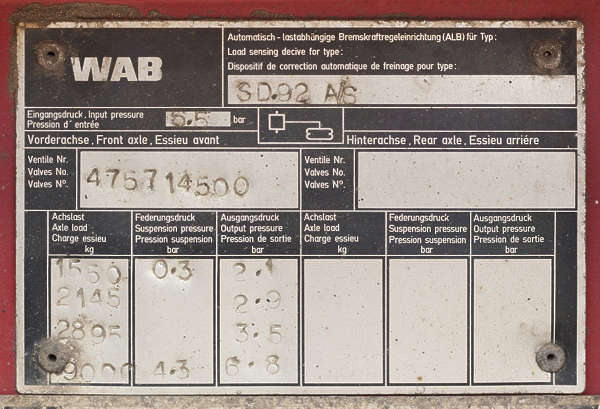 WAB
Automatisch-lastabhängige Bremskraftregeleinrichtung (ALB) für Typ:
Load sensing decive for type:
Dispositif de correction automatique de freinage pour type:
SD.92 A/S
Eingangsdruck, Input pressure
Pression d'entrée
bar
Vorderachse, Front axle, Essieu avant
Hinterachse, Rear axle, Essieu arriére
Ventile Nr.
Valves No.
Valves N°.
475714500
Ventile Nr.
Valves No.
Valves N°.
Achslast
Axle load
Charge essieu
kg
Federungsdruck
Suspension pressure
Pression suspension
bar
Ausgangsdruck
Output pressure
Pression de sortie
bar
Achslast
Axle load
Charge essieu
kg
Federungsdruck
Suspension pressure
Pression suspension
bar
Ausgangsdruck
Output pressure
Pression de sortie
bar
1550 0.3 2.1
2145 2.9
2895 3.5
9000 4.3 6.8